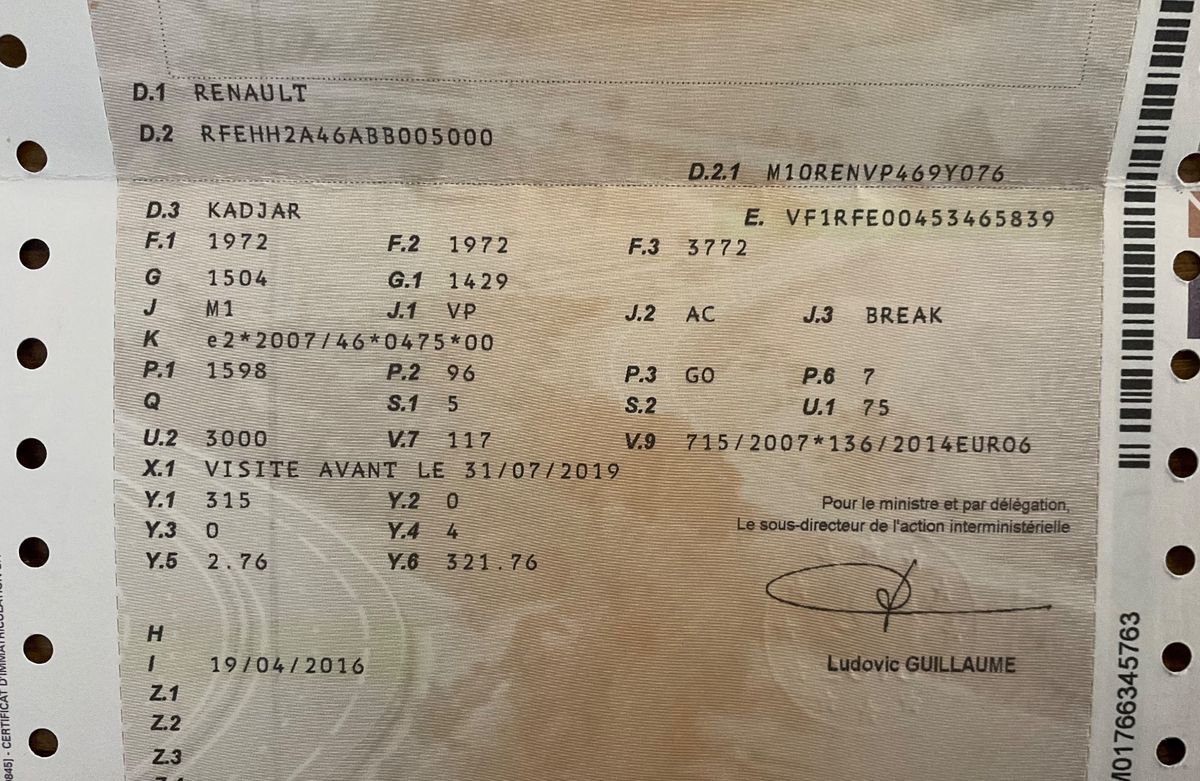 D.1 RENAULT
D.2 RFEHH2A46ABB005000
D.2.1 M10RENVP469Y076
D.3 KADJAR
E. VF1RFE00453465839
F.1 1972 F.2 1972 F.3 3772
G 1504 G.1 1429
J M1 J.1 VP J.2 AC J.3 BREAK
K e2*2007/46*0475*00
P.1 1598 P.2 96 P.3 GO P.6 7
Q S.1 5 S.2 U.1 75
U.2 3000 V.7 117 V.9 715/2007*136/2014EURO6
X.1 VISITE AVANT LE 31/07/2019
Y.1 315 Y.2 0
Y.3 0 Y.4 4
Y.5 2.76 Y.6 321.76
Pour le ministre et par délégation,
Le sous-directeur de l'action interministérielle
H
I 19/04/2016
Ludovic GUILLAUME
Z.1
Z.2
Z.3
M01766345763
CERTIFICAT D'IMMATRICULATION